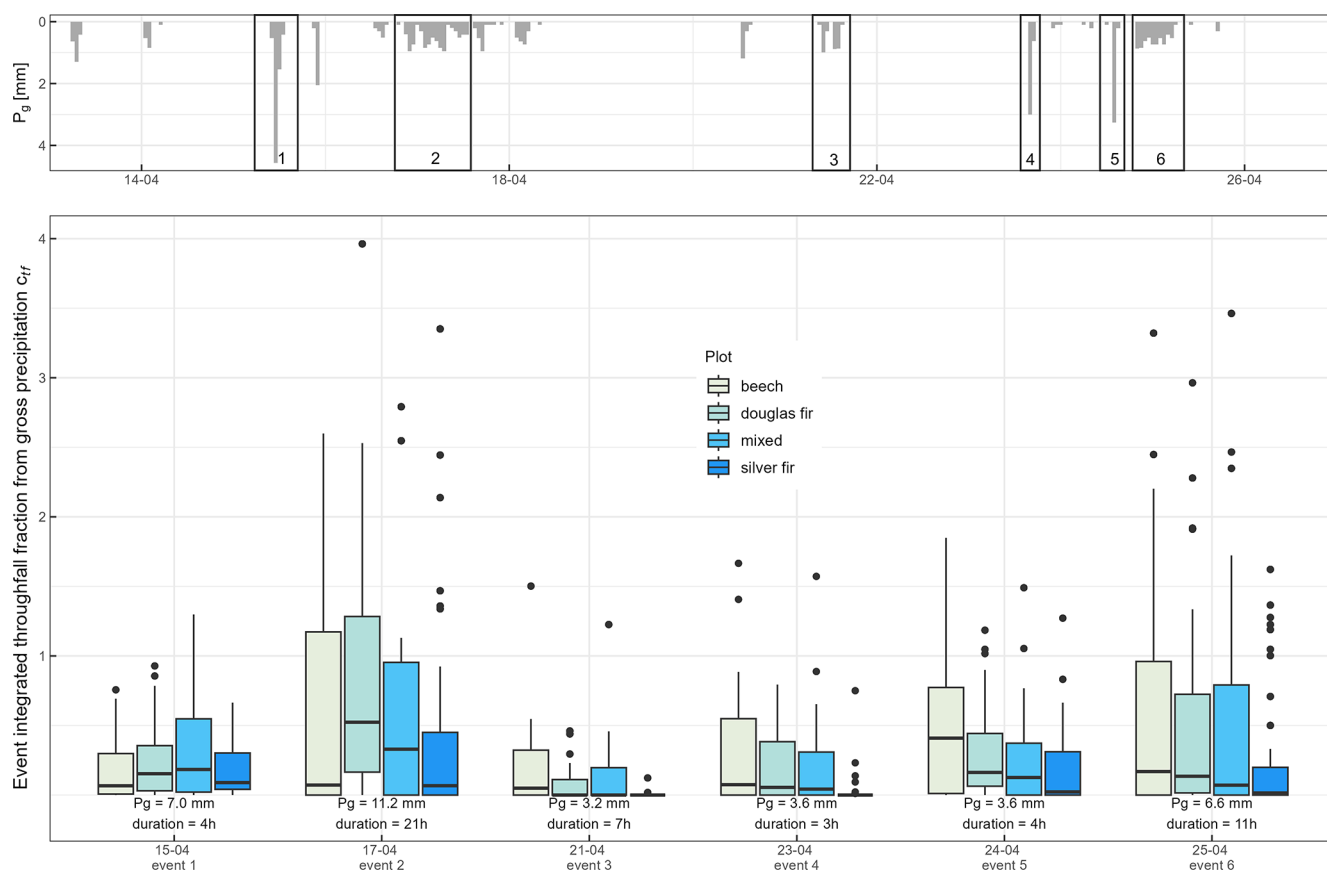 0
2
4
Pg [mm]
1
2
3
4
5
6
14-04
18-04
22-04
26-04
Event integrated throughfall fraction from gross precipitation ctf
4
3
2
1
Plot
beech
douglas fir
mixed
silver fir
Pg = 7.0 mm
duration = 4h
Pg = 11.2 mm
duration = 21h
Pg = 3.2 mm
duration = 7h
Pg = 3.6 mm
duration = 3h
Pg = 3.6 mm
duration = 4h
Pg = 6.6 mm
duration = 11h
15-04
event 1
17-04
event 2
21-04
event 3
23-04
event 4
24-04
event 5
25-04
event 6